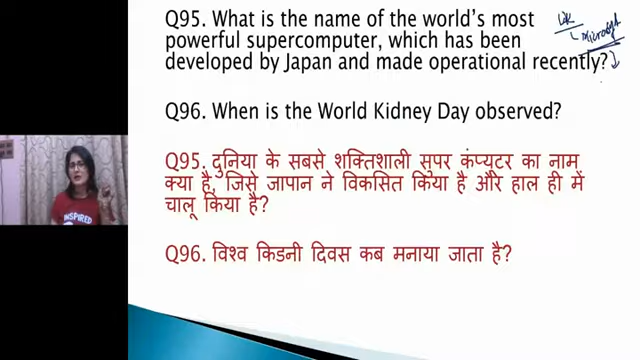 Q95. What is the name of the world's most
powerful supercomputer, which has been
developed by Japan and made operational recently?
UK
Microsoft
Q96. When is the World Kidney Day observed?
Q95. दुनिया के सबसे शक्तिशाली सुपर कंप्यूटर का नाम
क्या है, जिसे जापान ने विकसित किया है और हाल ही में
चालू किया है?
Q96. विश्व किडनी दिवस कब मनाया जाता है?
INSPIRED